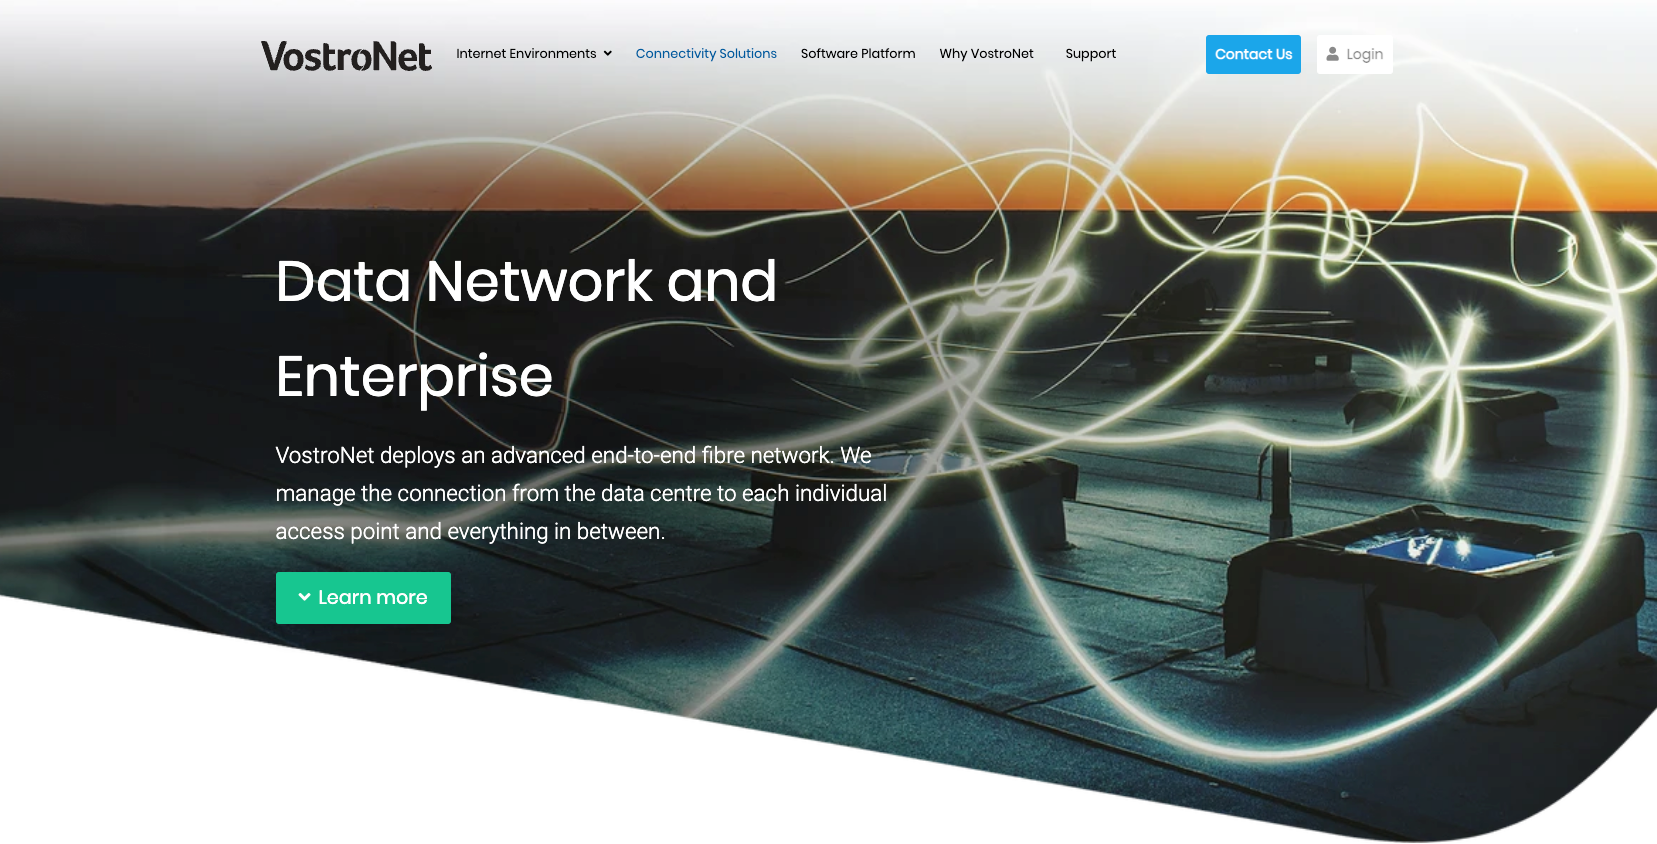 VostroNet
Internet Environments
Connectivity Solutions
Software Platform
Why VostroNet
Support
Contact Us
Login
Data Network and
Enterprise
VostroNet deploys an advanced end-to-end fibre network. We
manage the connection from the data centre to each individual
access point and everything in between.
Learn more